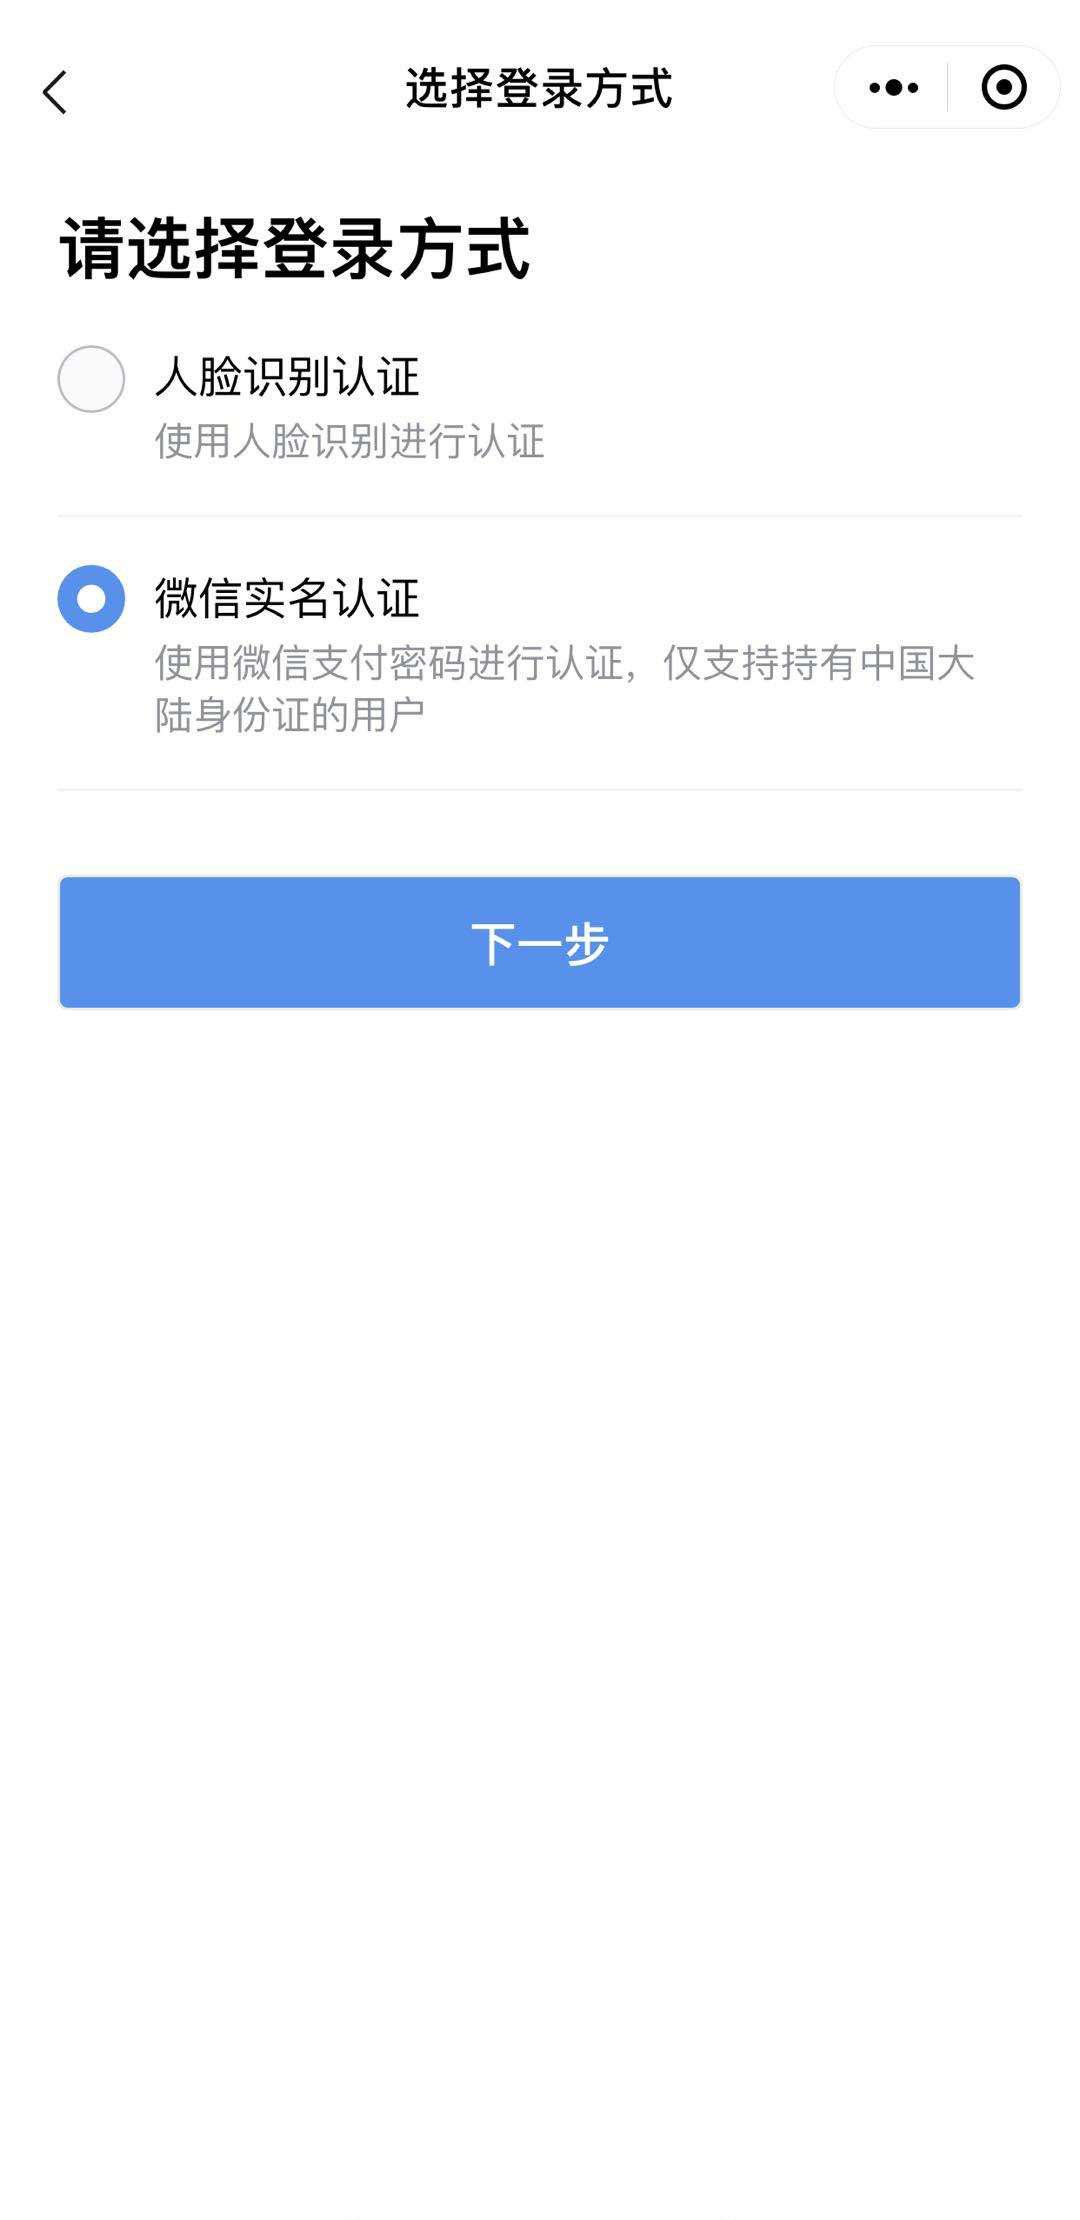 选择登录方式
请选择登录方式
人脸识别认证
使用人脸识别进行认证
微信实名认证
使用微信支付密码进行认证，仅支持持有中国大
陆身份证的用户
下一步